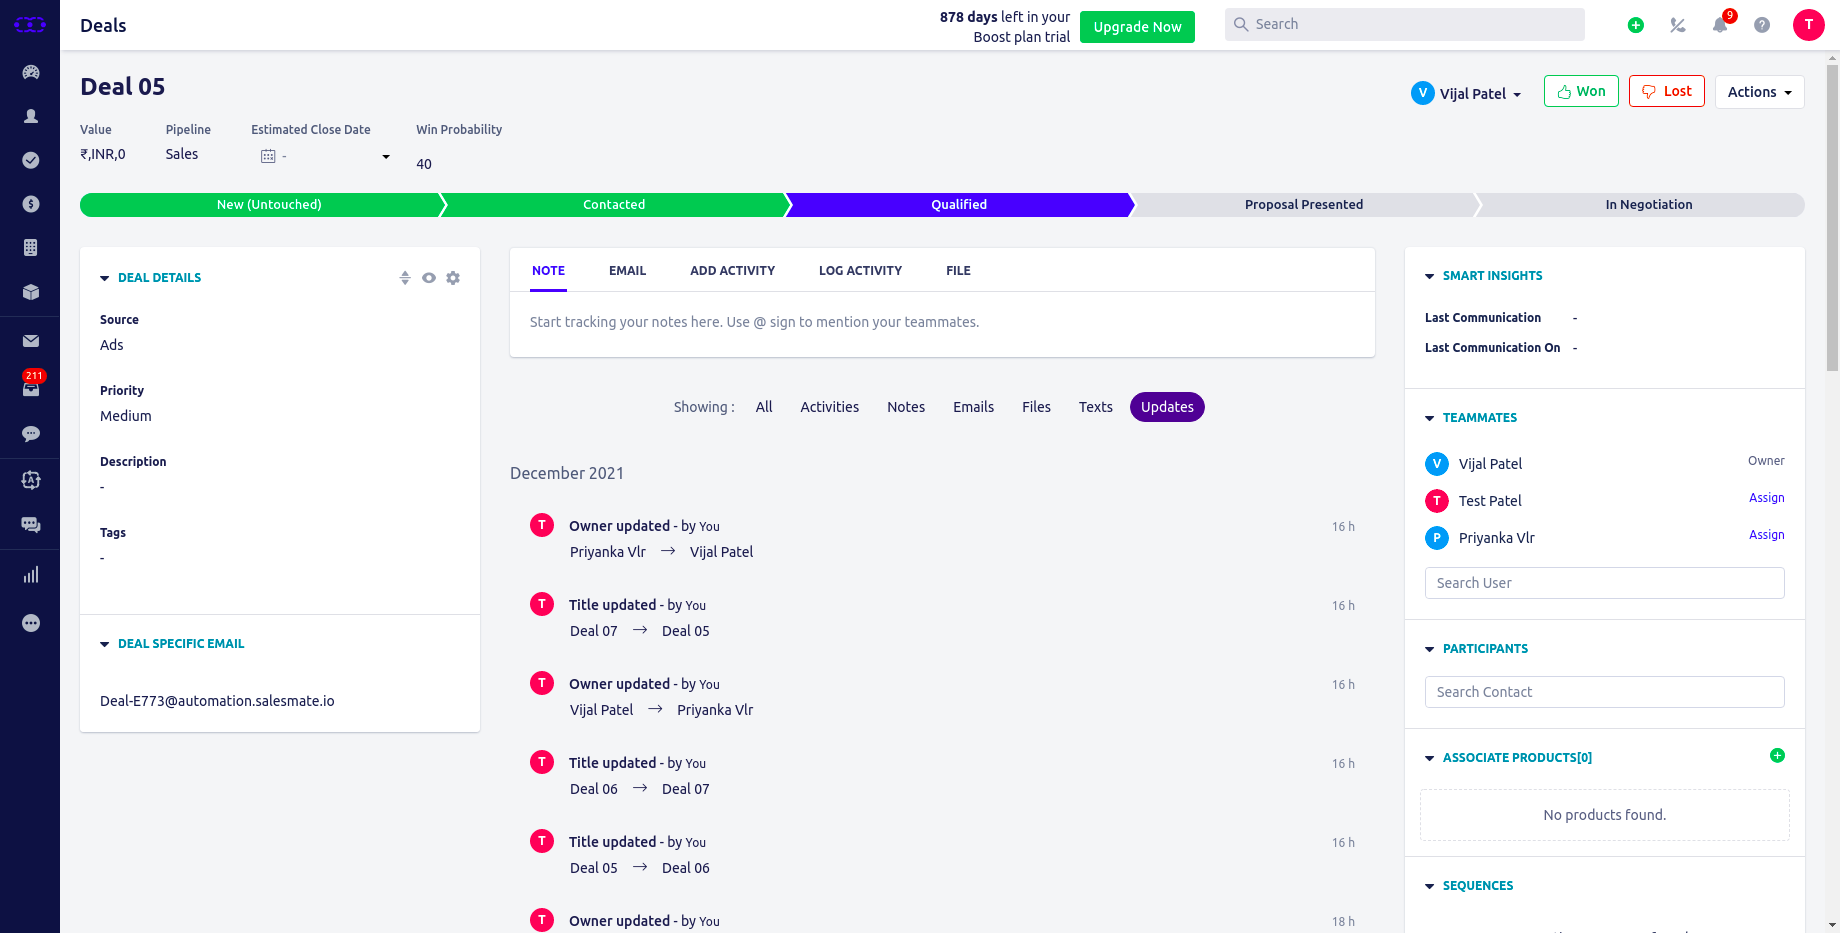 Deals
878 days left in your
Boost plan trial
Upgrade Now
Search
9
?
T
211
Deal 05
V Vijal Patel
Won
Lost
Actions
Value
Pipeline
Estimated Close Date
Win Probability
₹,INR,0
Sales
-
40
New (Untouched)
Contacted
Qualified
Proposal Presented
In Negotiation
DEAL DETAILS
Source
Ads
Priority
Medium
Description
-
Tags
-
DEAL SPECIFIC EMAIL
Deal-E773@automation.salesmate.io
NOTE
EMAIL
ADD ACTIVITY
LOG ACTIVITY
FILE
Start tracking your notes here. Use @ sign to mention your teammates.
Showing : All Activities Notes Emails Files Texts Updates
December 2021
T Owner updated - by You 16 h
Priyanka Vlr → Vijal Patel
T Title updated - by You 16 h
Deal 07 → Deal 05
T Owner updated - by You 16 h
Vijal Patel → Priyanka Vlr
T Title updated - by You 16 h
Deal 06 → Deal 07
T Title updated - by You 16 h
Deal 05 → Deal 06
T Owner updated - by You 18 h
SMART INSIGHTS
Last Communication -
Last Communication On -
TEAMMATES
V Vijal Patel Owner
T Test Patel Assign
P Priyanka Vlr Assign
Search User
PARTICIPANTS
Search Contact
ASSOCIATE PRODUCTS[0]
No products found.
SEQUENCES